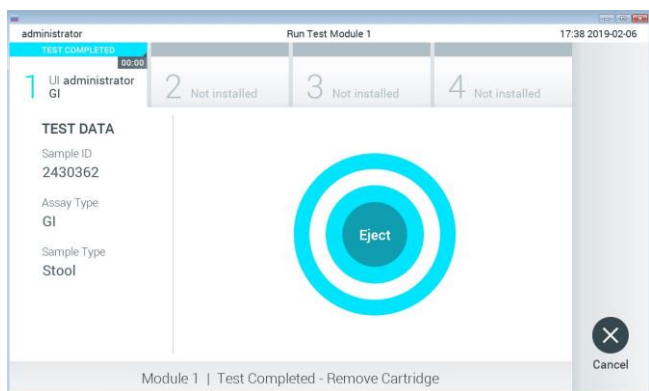 administrator
Run Test Module 1
17:38 2019-02-06
TEST COMPLETED
00:00
1 UI administrator
GI
2 Not installed
3 Not installed
4 Not installed
TEST DATA
Sample ID
2430362
Assay Type
GI
Sample Type
Stool
Eject
Cancel
Module 1 | Test Completed - Remove Cartridge